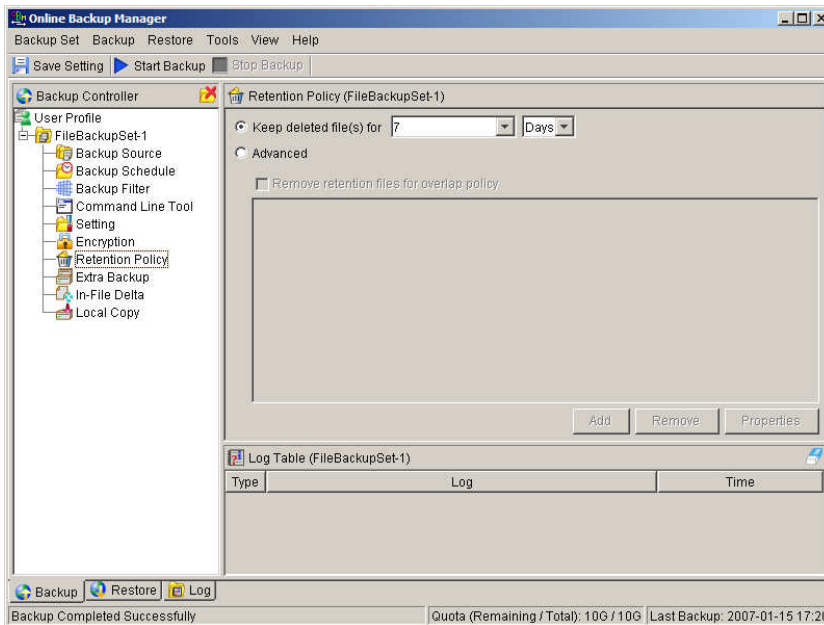 Online Backup Manager
Backup Set Backup Restore Tools View Help
Save Setting Start Backup Stop Backup
Backup Controller
User Profile
FileBackupSet-1
Backup Source
Backup Schedule
Backup Filter
Command Line Tool
Setting
Encryption
Retention Policy
Extra Backup
In-File Delta
Local Copy
Retention Policy (FileBackupSet-1)
Keep deleted file(s) for 7 Days
Advanced
Remove retention files for overlap policy
Add Remove Properties
Log Table (FileBackupSet-1)
Type Log Time
Backup Restore Log
Backup Completed Successfully Quota (Remaining / Total): 10G / 10G Last Backup: 2007-01-15 17:20